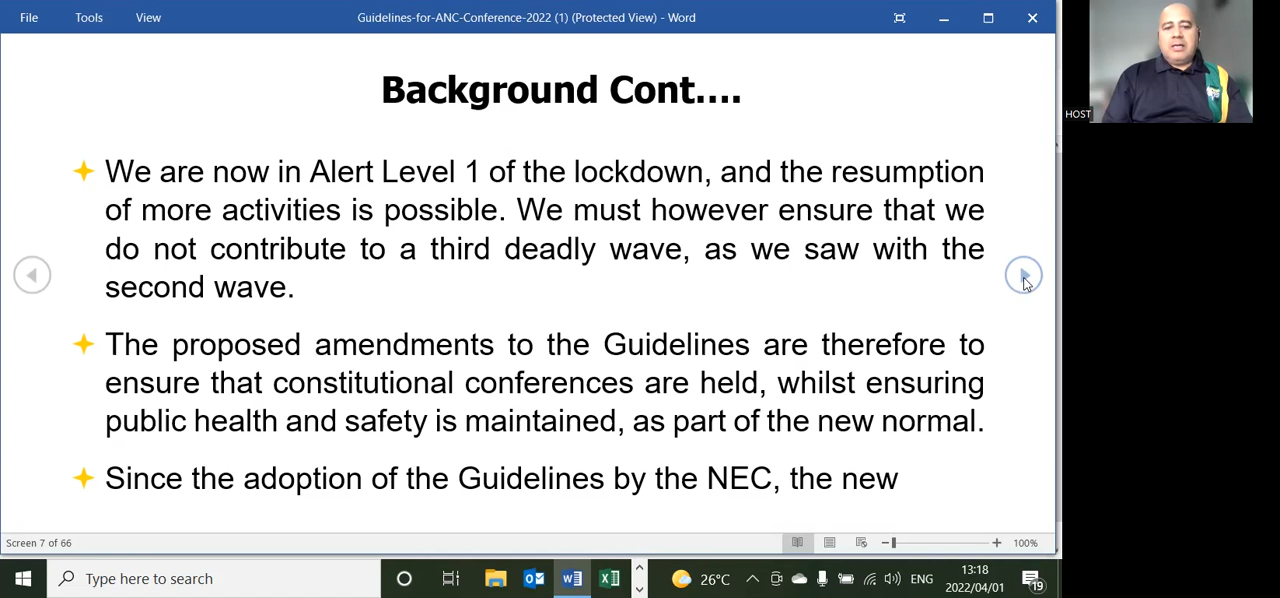 File Tools View Guidelines-for-ANC-Conference-2022 (1) (Protected View) - Word
Background Cont....
We are now in Alert Level 1 of the lockdown, and the resumption
of more activities is possible. We must however ensure that we
do not contribute to a third deadly wave, as we saw with the
second wave.
The proposed amendments to the Guidelines are therefore to
ensure that constitutional conferences are held, whilst ensuring
public health and safety is maintained, as part of the new normal.
Since the adoption of the Guidelines by the NEC, the new
HOST
Screen 7 of 66 100%
Type here to search 26°C ENG 13:18
2022/04/01 19